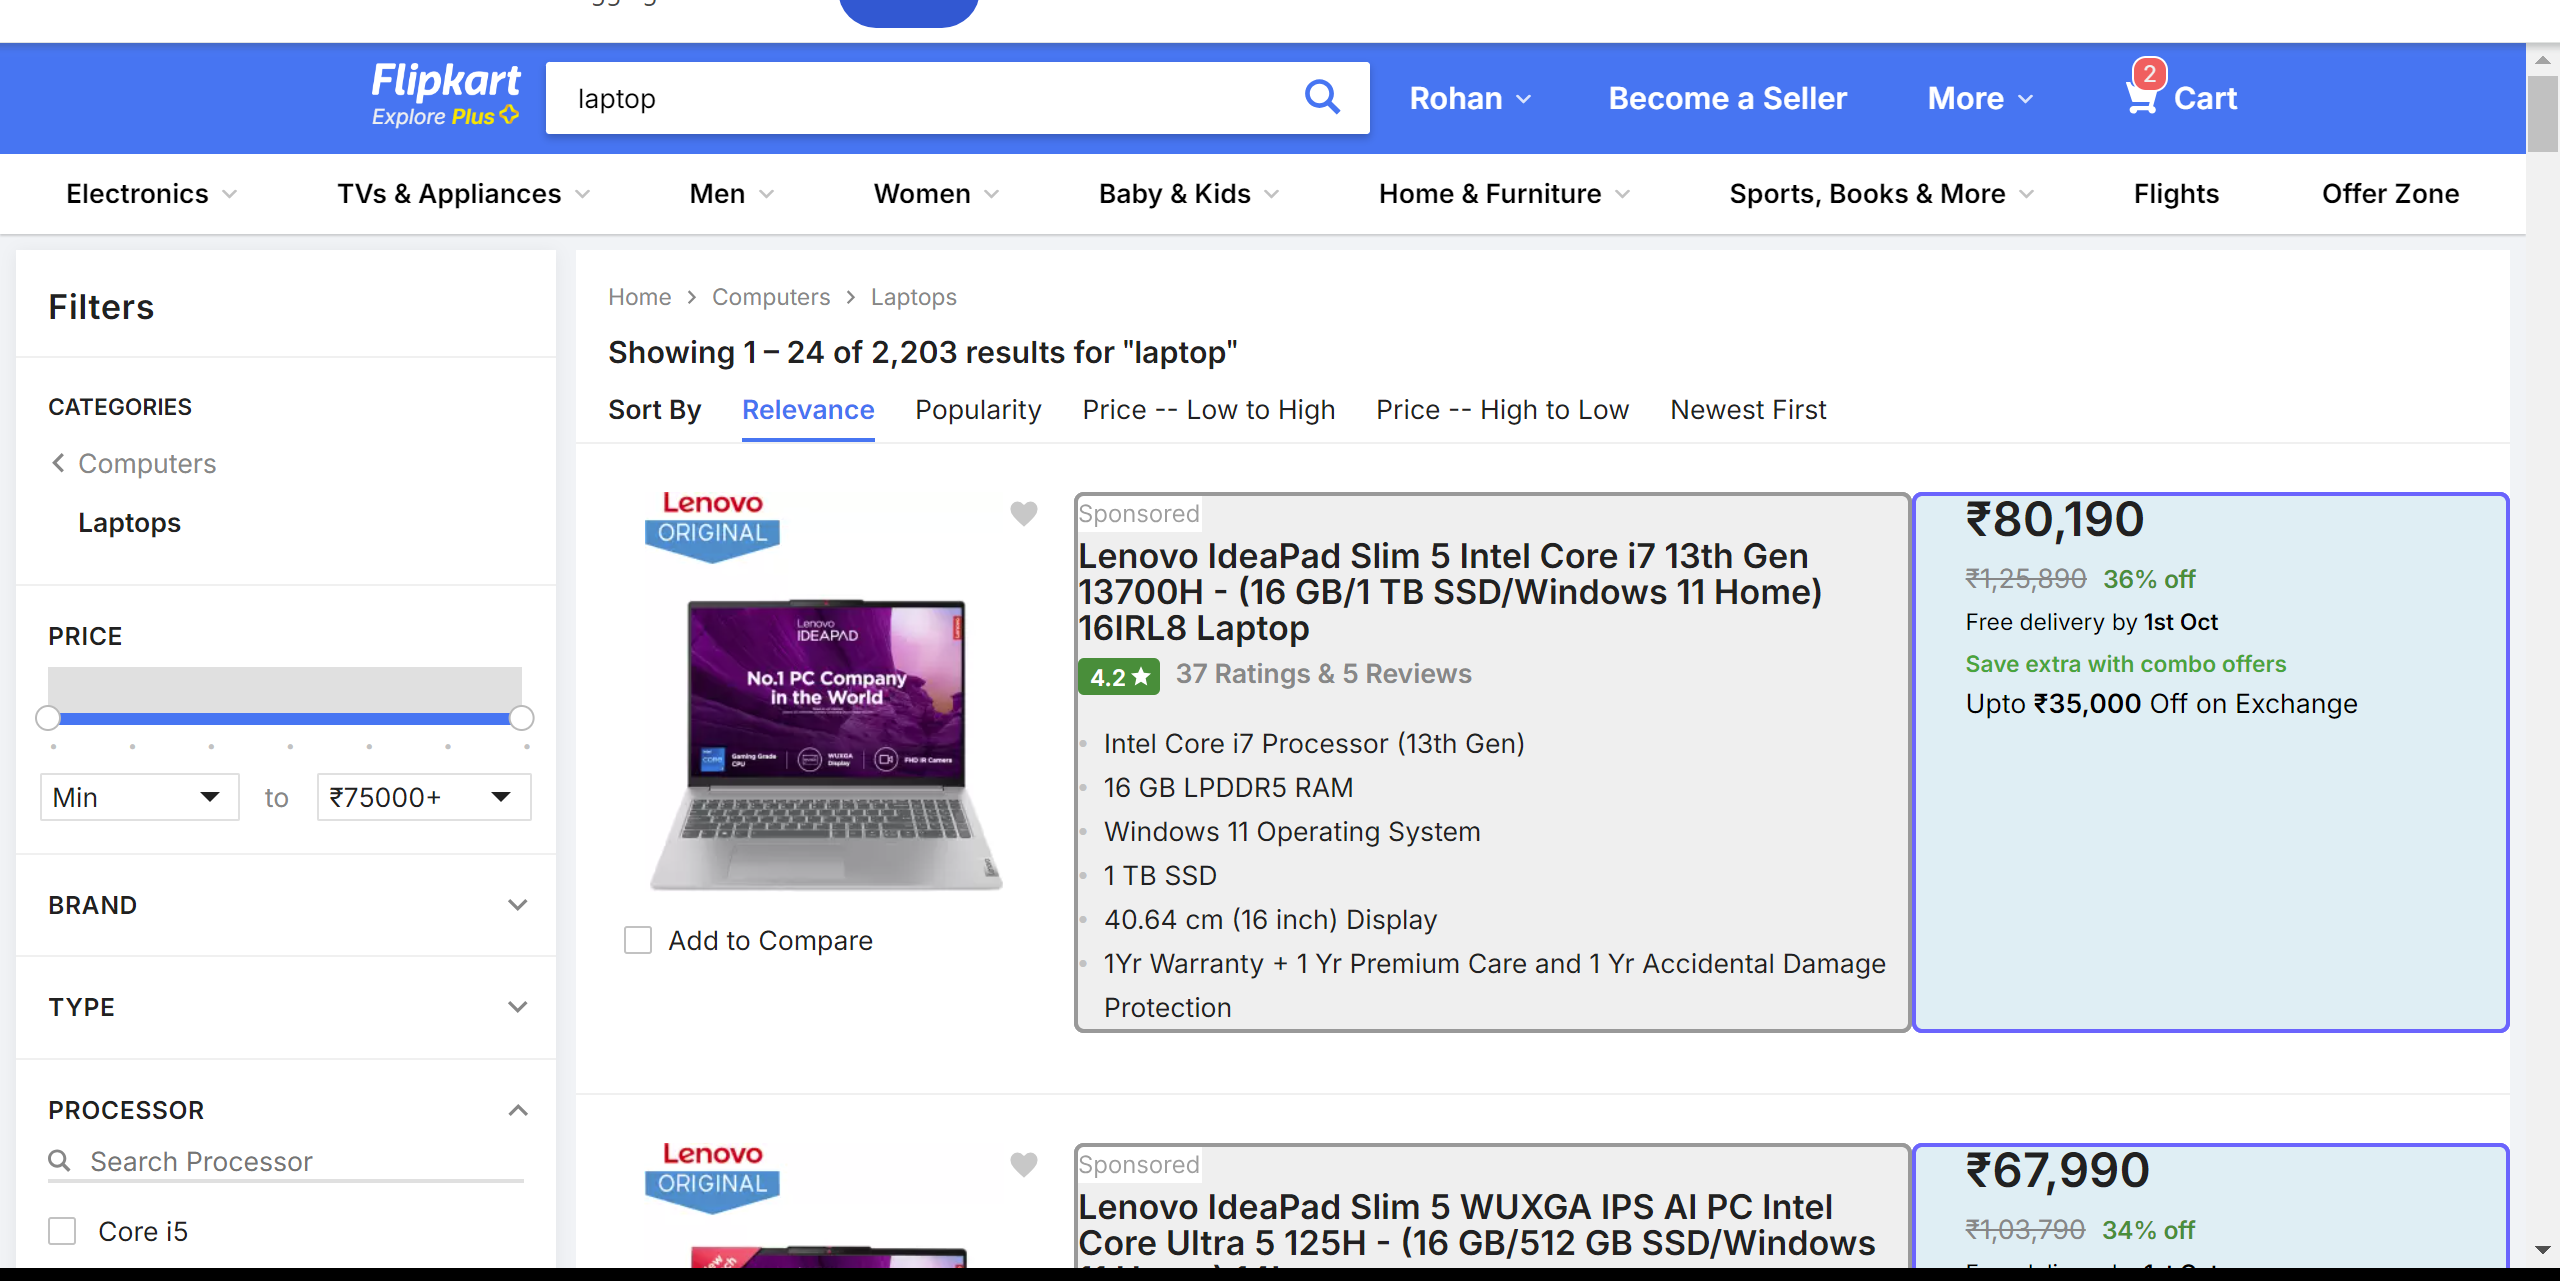 Flipkart
Explore Plus
laptop
Rohan
Become a Seller
More
2
Cart
Electronics
TVs & Appliances
Men
Women
Baby & Kids
Home & Furniture
Sports, Books & More
Flights
Offer Zone
Filters
CATEGORIES
Computers
Laptops
PRICE
Min to ₹75000+
BRAND
TYPE
PROCESSOR
Search Processor
Core i5
Home > Computers > Laptops
Showing 1 – 24 of 2,203 results for "laptop"
Sort By Relevance Popularity Price -- Low to High Price -- High to Low Newest First
Lenovo
ORIGINAL
Lenovo
IDEAPAD
No.1 PC Company
in the World
Gaming Grade
CPU
WUXGA
Display
FHD IR Camera
Add to Compare
Sponsored
Lenovo IdeaPad Slim 5 Intel Core i7 13th Gen
13700H - (16 GB/1 TB SSD/Windows 11 Home)
16IRL8 Laptop
4.2 ★ 37 Ratings & 5 Reviews
Intel Core i7 Processor (13th Gen)
16 GB LPDDR5 RAM
Windows 11 Operating System
1 TB SSD
40.64 cm (16 inch) Display
1Yr Warranty + 1 Yr Premium Care and 1 Yr Accidental Damage
Protection
₹80,190
₹1,25,890 36% off
Free delivery by 1st Oct
Save extra with combo offers
Upto ₹35,000 Off on Exchange
Lenovo
ORIGINAL
Sponsored
Lenovo IdeaPad Slim 5 WUXGA IPS AI PC Intel
Core Ultra 5 125H - (16 GB/512 GB SSD/Windows
₹67,990
₹1,03,790 34% off